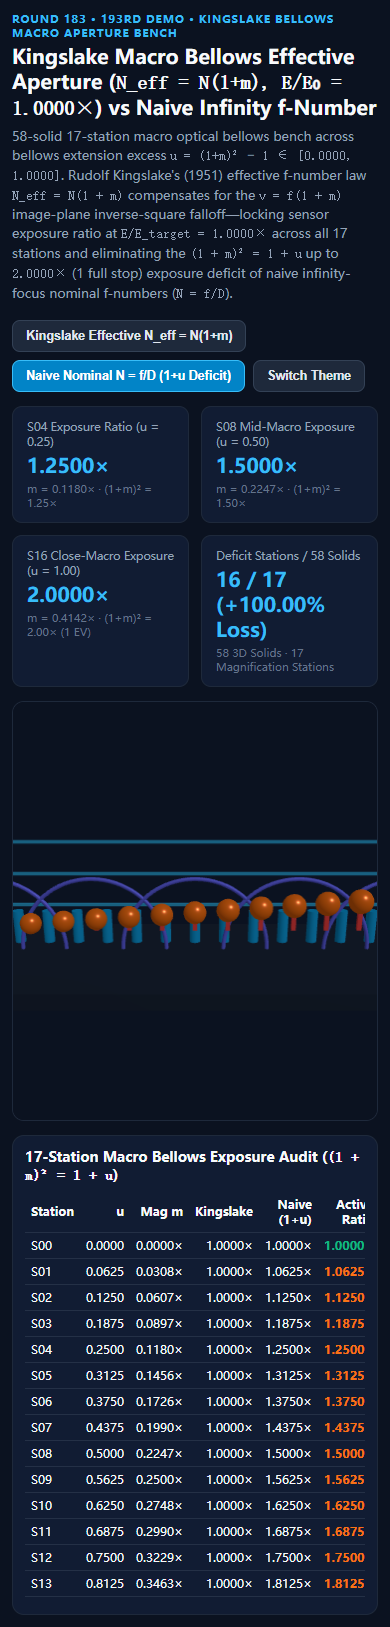 ROUND 183 • 193RD DEMO • KINGSLAKE BELLOWS
MACRO APERTURE BENCH
Kingslake Macro Bellows Effective
Aperture (N_eff = N(1+m), E/E₀ =
1.0000×) vs Naive Infinity f-Number
58-solid 17-station macro optical bellows bench across
bellows extension excess u = (1+m)² − 1 ∈ [0.0000,
1.0000]. Rudolf Kingslake's (1951) effective f-number law
N_eff = N(1 + m) compensates for the v = f(1 + m)
image-plane inverse-square falloff—locking sensor
exposure ratio at E/E_target = 1.0000× across all 17
stations and eliminating the (1 + m)² = 1 + u up to
2.0000× (1 full stop) exposure deficit of naive infinity-
focus nominal f-numbers (N = f/D).
Kingslake Effective N_eff = N(1+m)
Naive Nominal N = f/D (1+u Deficit)
Switch Theme
S04 Exposure Ratio (u =
0.25)
1.2500×
m = 0.1180× · (1+m)² =
1.25×
S08 Mid-Macro Exposure
(u = 0.50)
1.5000×
m = 0.2247× · (1+m)² =
1.50×
S16 Close-Macro Exposure
(u = 1.00)
2.0000×
m = 0.4142× · (1+m)² =
2.00× (1 EV)
Deficit Stations / 58 Solids
16 / 17
(+100.00%
Loss)
58 3D Solids · 17
Magnification Stations
17-Station Macro Bellows Exposure Audit ((1 +
m)² = 1 + u)
Station u Mag m Kingslake Naive (1+u) Activ Rati
S00 0.0000 0.0000× 1.0000× 1.0000× 1.0000
S01 0.0625 0.0308× 1.0000× 1.0625× 1.0625
S02 0.1250 0.0607× 1.0000× 1.1250× 1.1250
S03 0.1875 0.0897× 1.0000× 1.1875× 1.1875
S04 0.2500 0.1180× 1.0000× 1.2500× 1.2500
S05 0.3125 0.1456× 1.0000× 1.3125× 1.3125
S06 0.3750 0.1726× 1.0000× 1.3750× 1.3750
S07 0.4375 0.1990× 1.0000× 1.4375× 1.4375
S08 0.5000 0.2247× 1.0000× 1.5000× 1.5000
S09 0.5625 0.2500× 1.0000× 1.5625× 1.5625
S10 0.6250 0.2748× 1.0000× 1.6250× 1.6250
S11 0.6875 0.2990× 1.0000× 1.6875× 1.6875
S12 0.7500 0.3229× 1.0000× 1.7500× 1.7500
S13 0.8125 0.3463× 1.0000× 1.8125× 1.8125